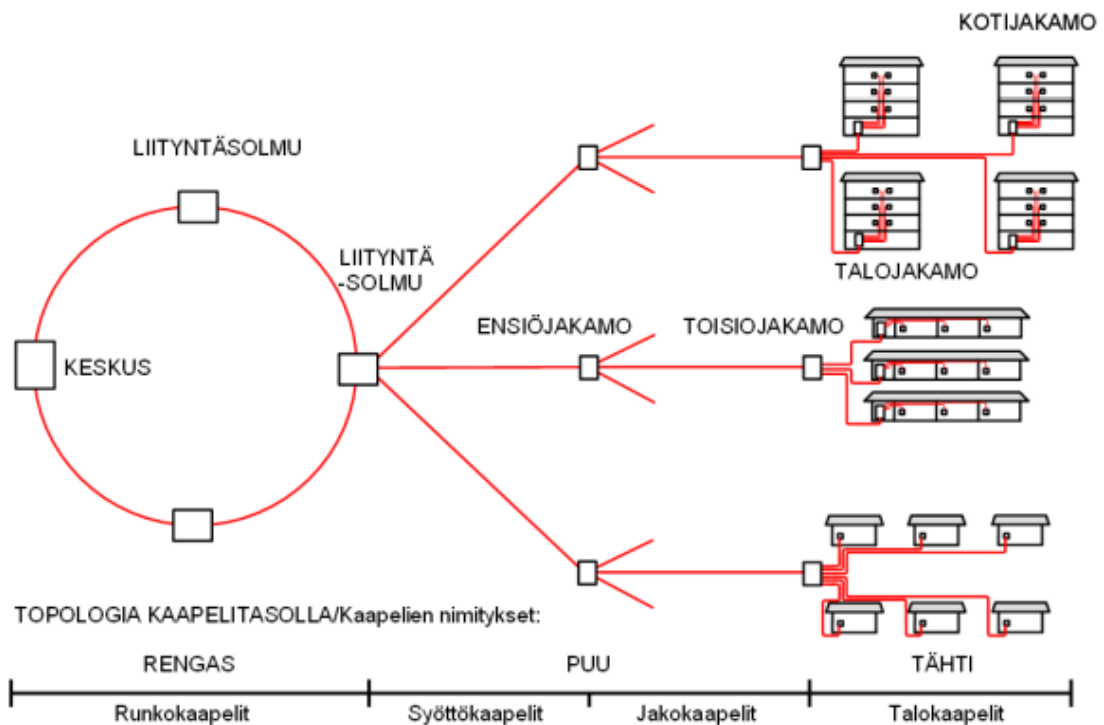 KOTIJAKAMO
LIITYNTÄSOLMU
LIITYNTÄ
-SOLMU
TALOJAKAMO
ENSIÖJAKAMO
TOISIOJAKAMO
KESKUS
TOPOLOGIA KAAPELITASOLLA/Kaapelien nimitykset:
RENGAS
PUU
TÄHTI
Runkokaapelit
Syöttökaapelit
Jakokaapelit
Talokaapelit